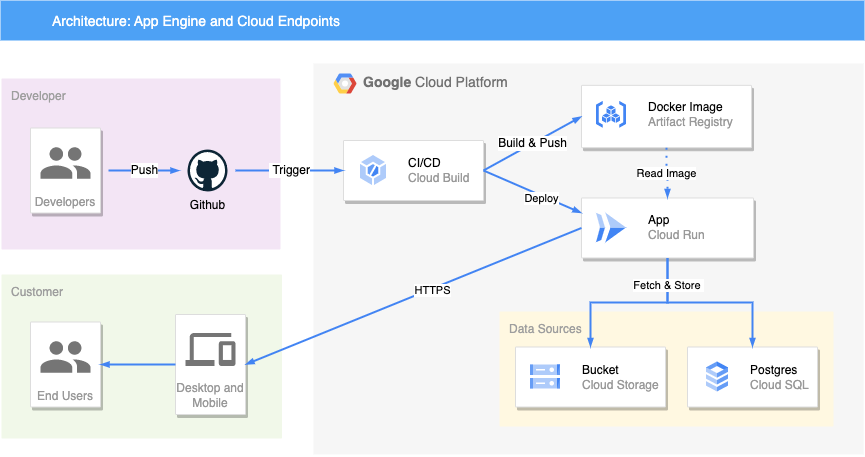 Architecture: App Engine and Cloud Endpoints
Developer
Developers
Push
Github
Trigger
Google Cloud Platform
CI/CD
Cloud Build
Build & Push
Deploy
Docker Image
Artifact Registry
Read Image
App
Cloud Run
HTTPS
Fetch & Store
Customer
End Users
Desktop and
Mobile
Data Sources
Bucket
Cloud Storage
Postgres
Cloud SQL